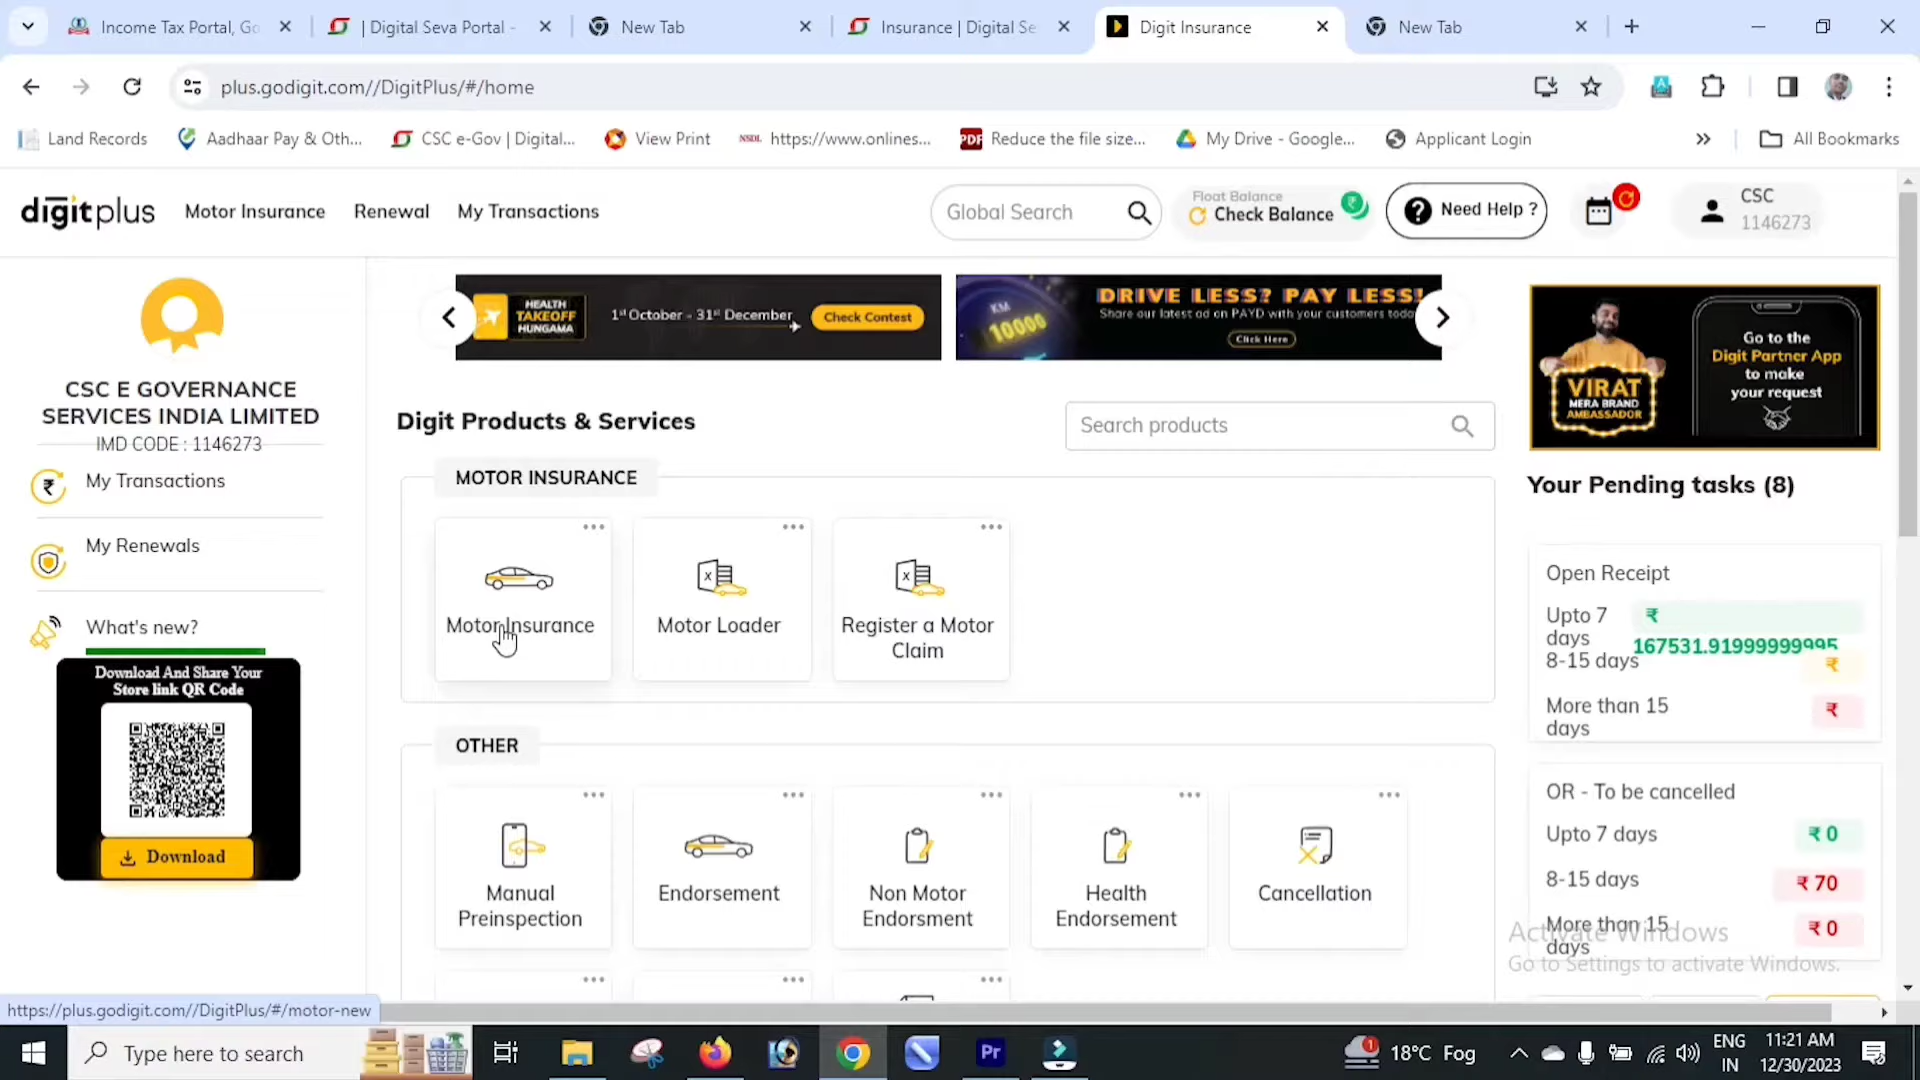 Income Tax Portal, Go
| Digital Seva Portal -
New Tab
Insurance | Digital Se
Digit Insurance
New Tab
plus.godigit.com//DigitPlus/#/home
Land Records
Aadhaar Pay & Oth...
CSC e-Gov | Digital...
View Print
NSDL
https://www.onlines...
PDF
Reduce the file size...
My Drive - Google...
Applicant Login
All Bookmarks
digitplus
Motor Insurance
Renewal
My Transactions
Global Search
Float Balance
Check Balance
Need Help ?
CSC
1146273
CSC E GOVERNANCE
SERVICES INDIA LIMITED
IMD CODE : 1146273
My Transactions
My Renewals
What's new?
Download And Share Your
Store link QR Code
Download
HEALTH
TAKEOFF
HUNGAMA
1st October - 31st December
Check Contest
KM
10000
DRIVE LESS? PAY LESS!
Share our latest ad on PAYD with your customers toda
Click Here
Digit Products & Services
Search products
MOTOR INSURANCE
Motor Insurance
Motor Loader
Register a Motor
Claim
OTHER
Manual
Preinspection
Endorsement
Non Motor
Endorsment
Health
Endorsement
Cancellation
VIRAT
MERA BRAND
AMBASSADOR
Go to the
Digit Partner App
to make
your request
Your Pending tasks (8)
Open Receipt
Upto 7
days
₹
167531.91999999995
8-15 days
₹
More than 15
days
₹
OR - To be cancelled
Upto 7 days
₹ 0
8-15 days
₹ 70
More than 15
days
₹ 0
Activate Windows
Go to Settings to activate Windows.
https://plus.godigit.com//DigitPlus/#/motor-new
Type here to search
Pr
1
18°C Fog
ENG
IN
11:21 AM
12/30/2023